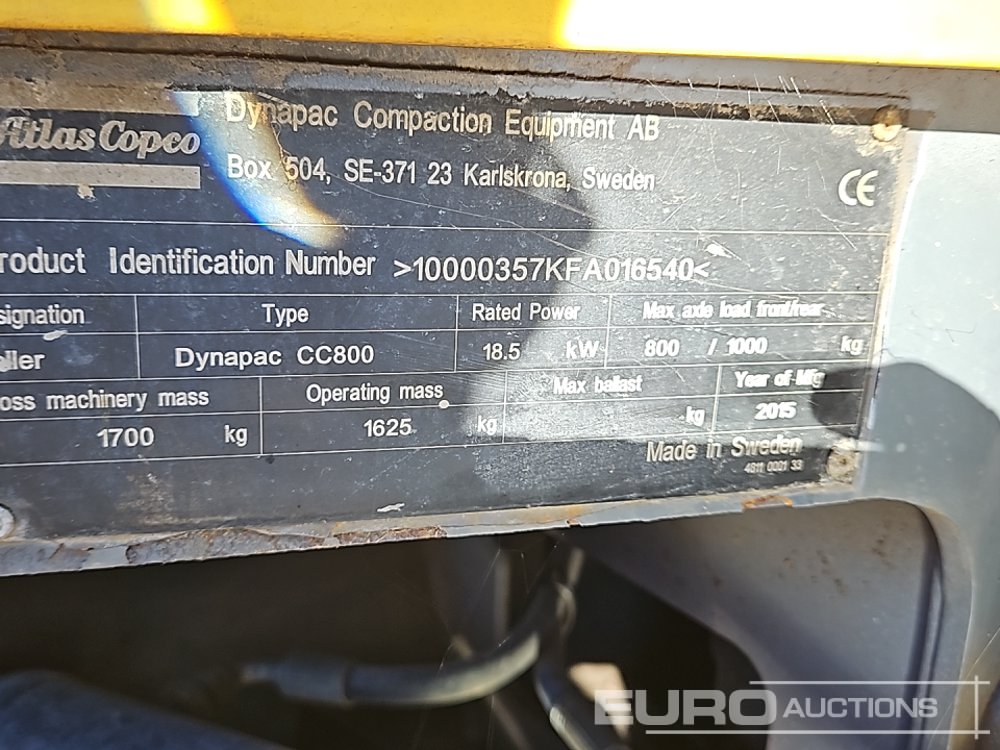 Atlas Copco
Dynapac Compaction Equipment AB
Box 504, SE-371 23 Karlskrona, Sweden
CE
roduct Identification Number >10000357KFA016540<
signation Type Rated Power Max axle load front/rear
ller Dynapac CC800 18.5 kW 800 / 1000 kg
oss machinery mass Operating mass Max ballast Year of Mfg
1700 kg 1625 kg kg 2015
Made in Sweden
4811 0001 33
EURO AUCTIONS